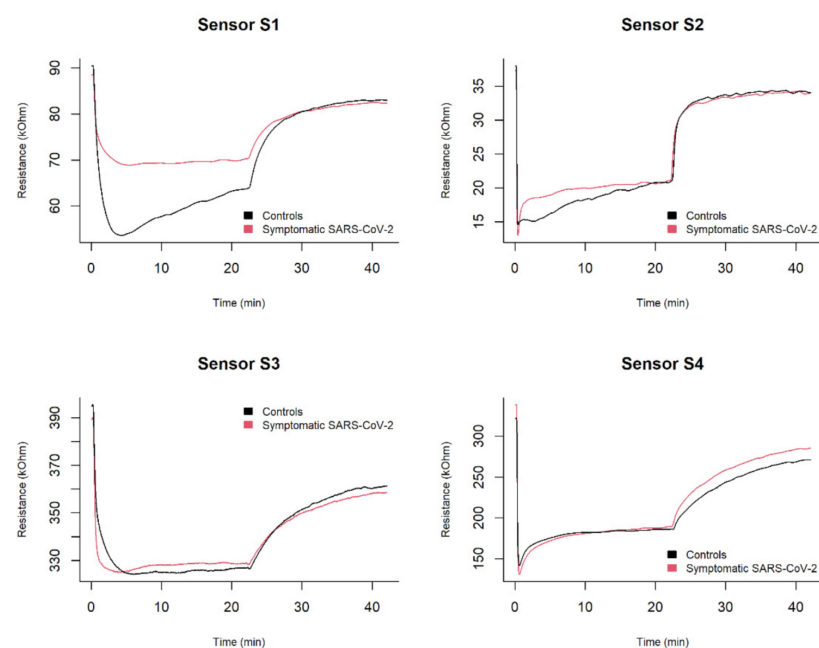 Sensor S1
Resistance (kOhm)
90
80
70
60
Controls
Symptomatic SARS-CoV-2
0 10 20 30 40
Time (min)
Sensor S2
Resistance (kOhm)
35
30
25
20
15
Controls
Symptomatic SARS-CoV-2
0 10 20 30 40
Time (min)
Sensor S3
Resistance (kOhm)
390
370
350
330
Controls
Symptomatic SARS-CoV-2
0 10 20 30 40
Time (min)
Sensor S4
Resistance (kOhm)
300
250
200
150
Controls
Symptomatic SARS-CoV-2
0 10 20 30 40
Time (min)